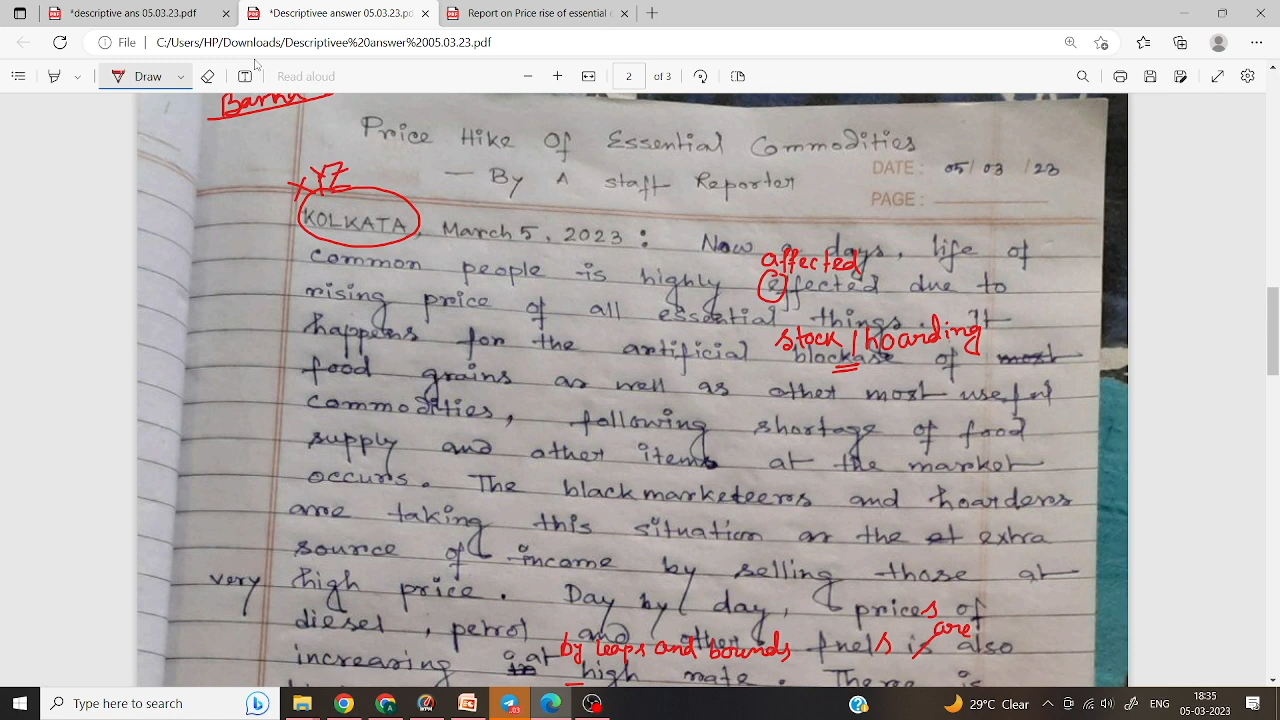 *descriptive ans 05.03.23.pdf
*Descriptive answer 05.03.23.pd
Report on Price rise of essential c
File
C:/Users/HP/Downloads/Descriptivee%20answer%2005.03.23.pdf
Draw
Read aloud
2 of 3
Price Hike Of Essential Commodities
DATE: 05/03/23
— By A staff Reporter
PAGE:
XYZ
KOLKATA, March 5, 2023: Now a days, life of
affected
common people is highly effected due to
rising price of all essential things. It
stock/hoarding
happens for the artificial blockase of most
food grains as well as other most useful
commodities, following shortage of food
supply and other items at the market
occurs. The blackmarketeers and hoarders
are taking this situation as the extra
source of income by selling those at
very high price. Day by day, prices of
are
diesel, petrol and other fuels is also
by leaps and bounds
increasing at high rate. There is
Type here to search
03
29°C Clear
ENG
18:35
05-03-2023